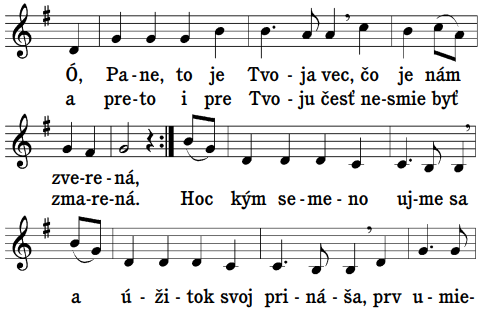 Ó, Pa - ne, to je Tvo - ja vec, čo je nám
a pre-to i pre Tvo - ju česť ne-smie byť
zve - re - ná,
zma - re - ná. Hoc kým se - me - no uj-me sa
a ú - ži - tok svoj pri - ná - ša, prv u - mie-